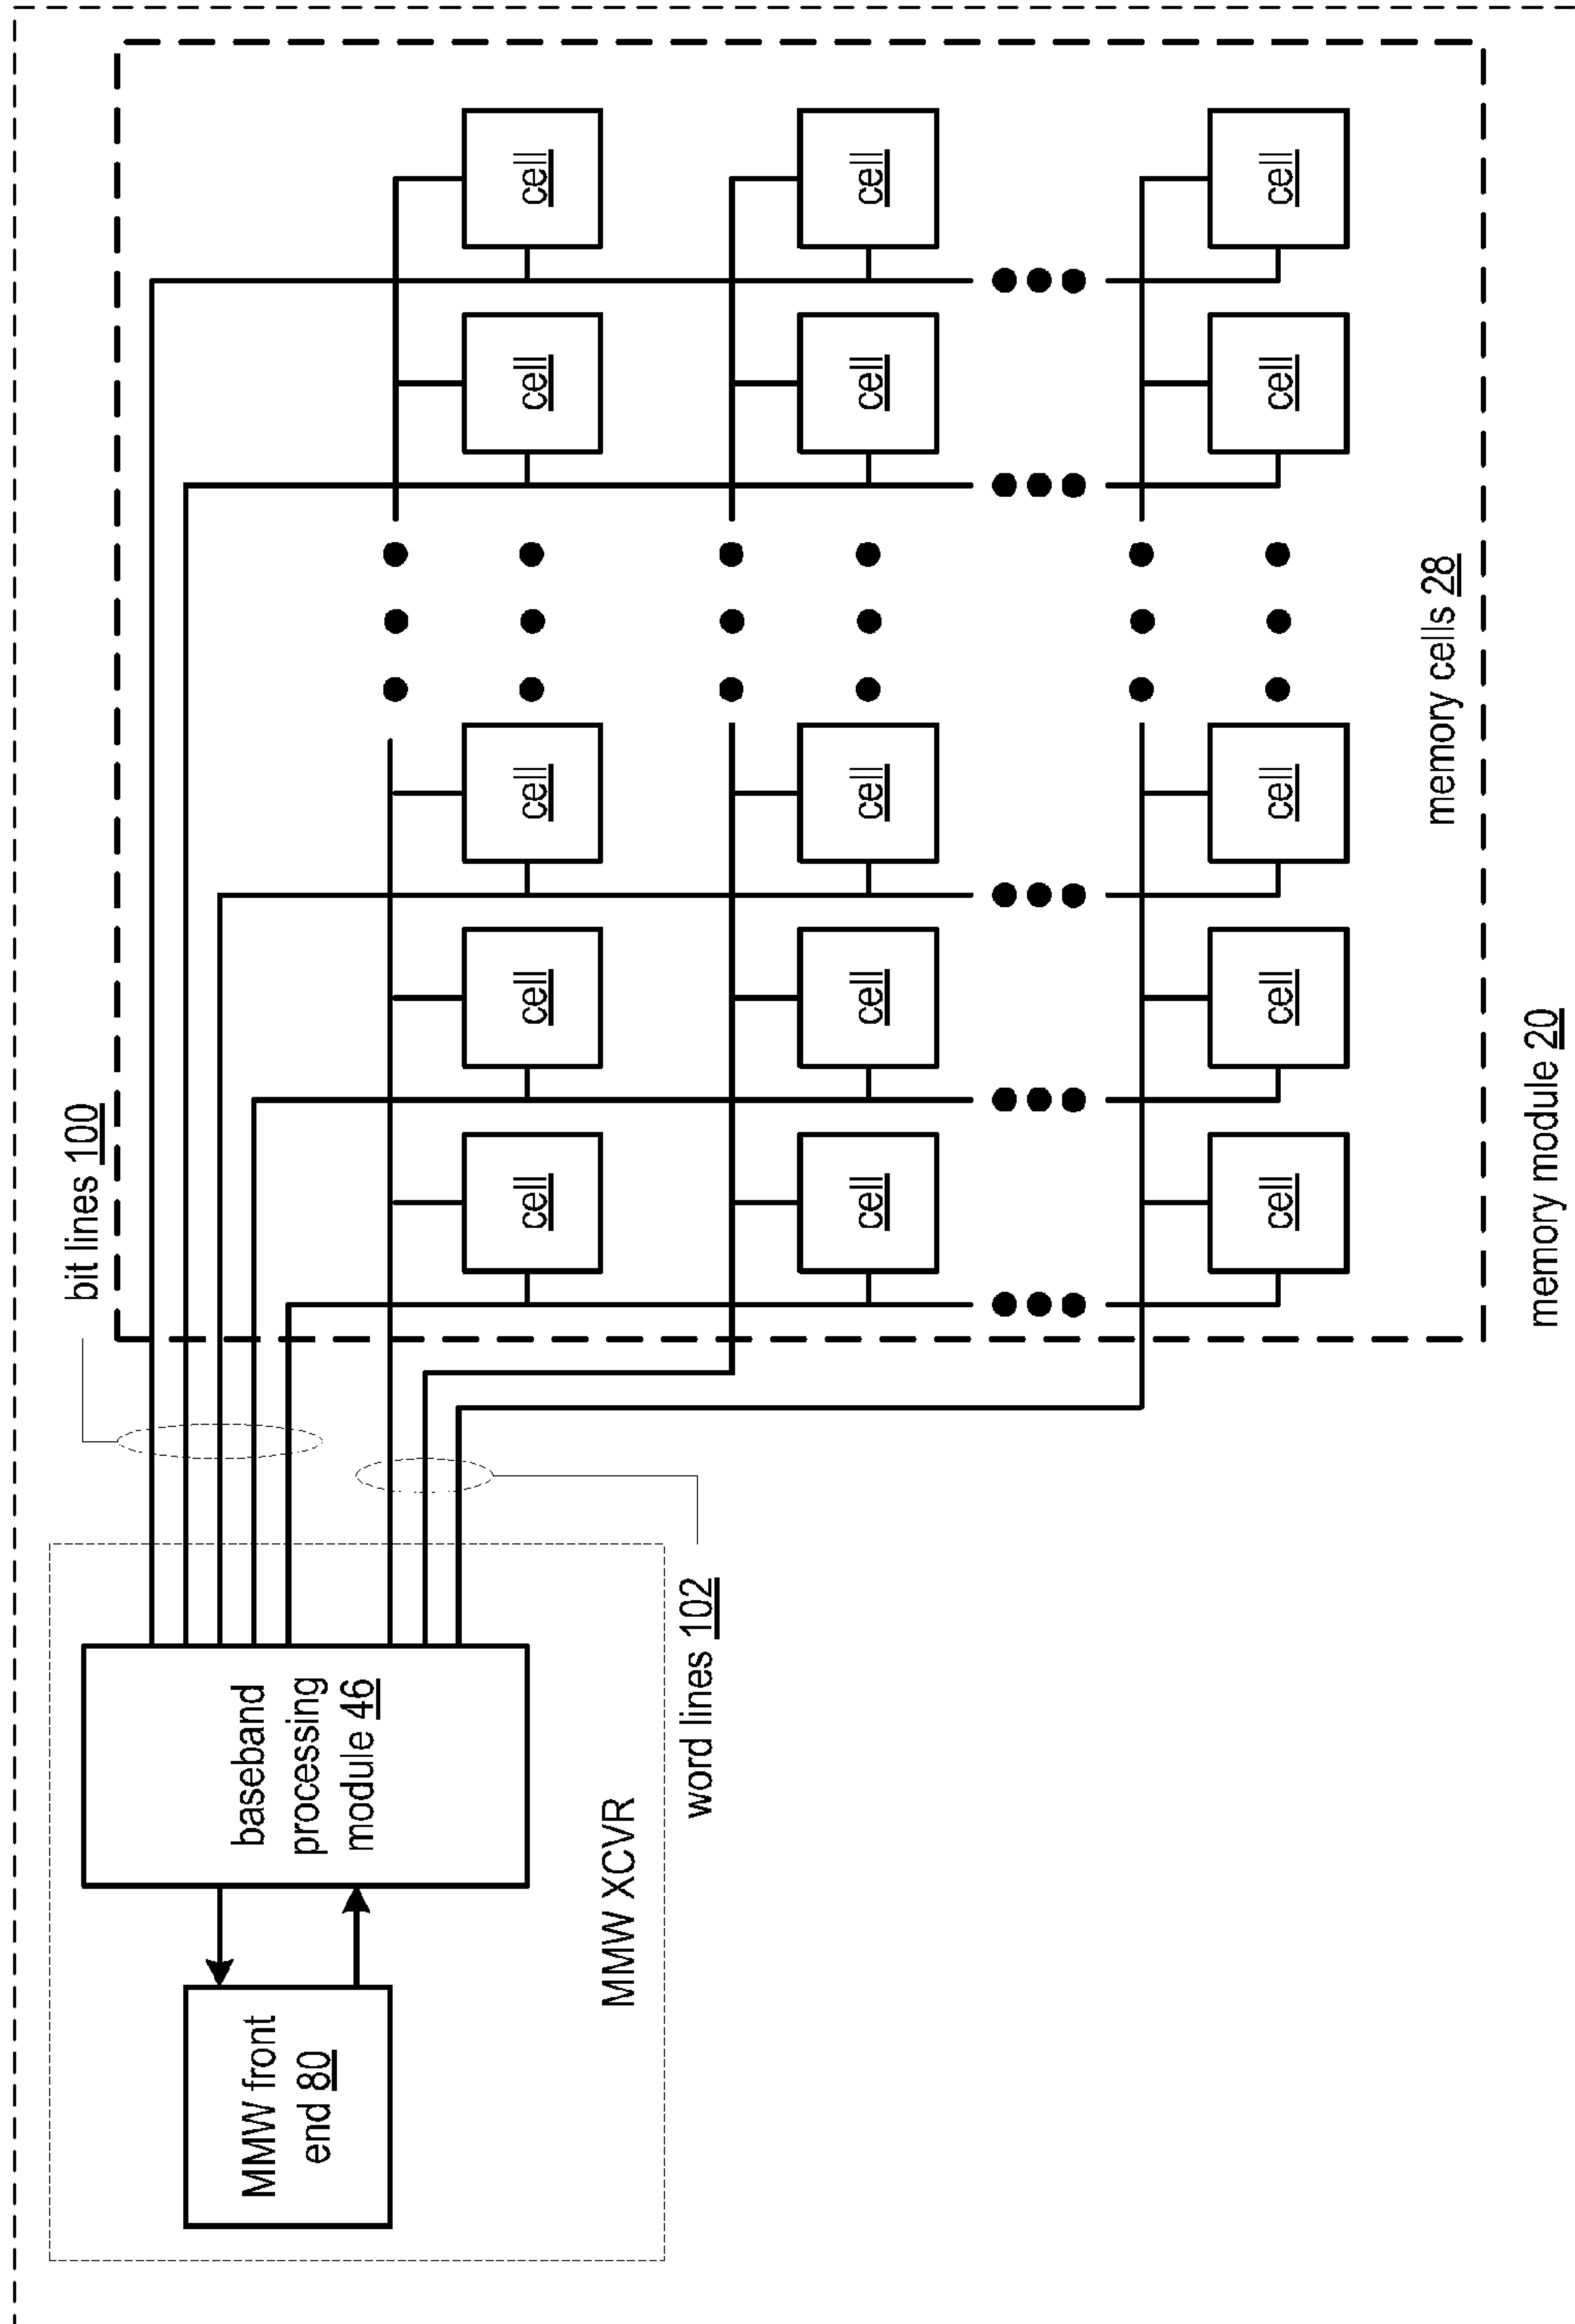 bit lines 100
MMW front
end 80
baseband
processing
module 46
cell
cell
cell
cell
cell
MMW XCVR
word lines 102
cell
cell
cell
cell
cell
cell
cell
cell
cell
cell
memory cells 28
memory module 20